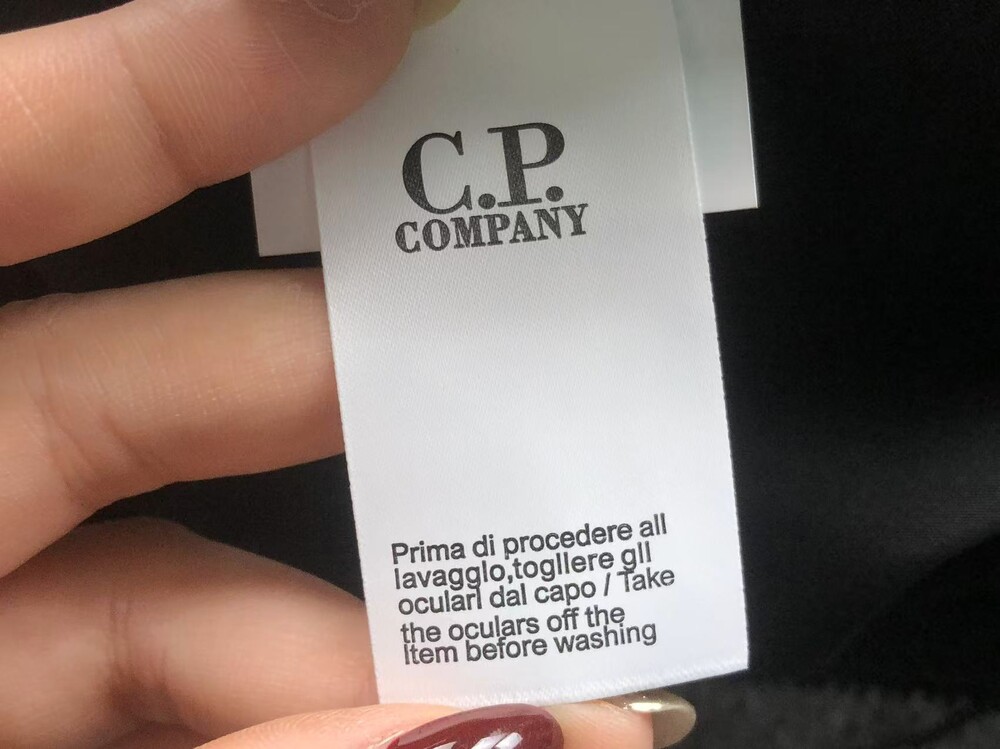 C.P.
COMPANY
Prima di procedere all
lavagglo,togllere gll
ocularl dal capo / Take
the oculars off the
Item before washing